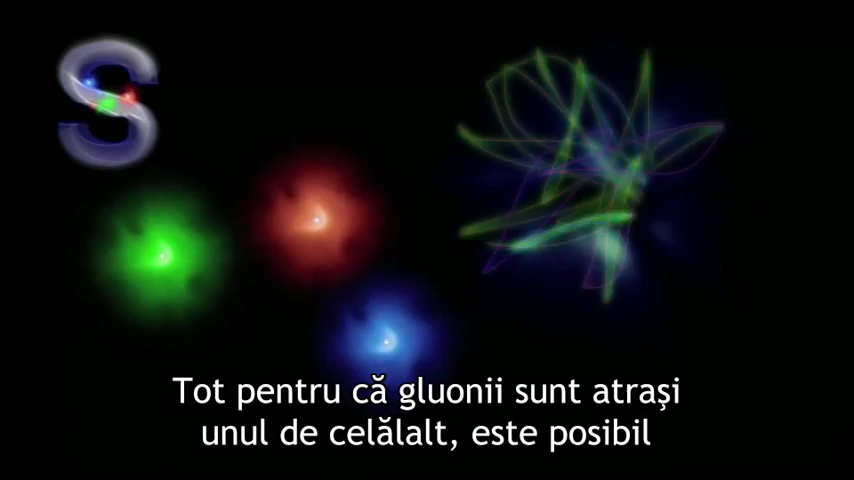 S
Tot pentru că gluonii sunt atraşi
unul de celălalt, este posibil